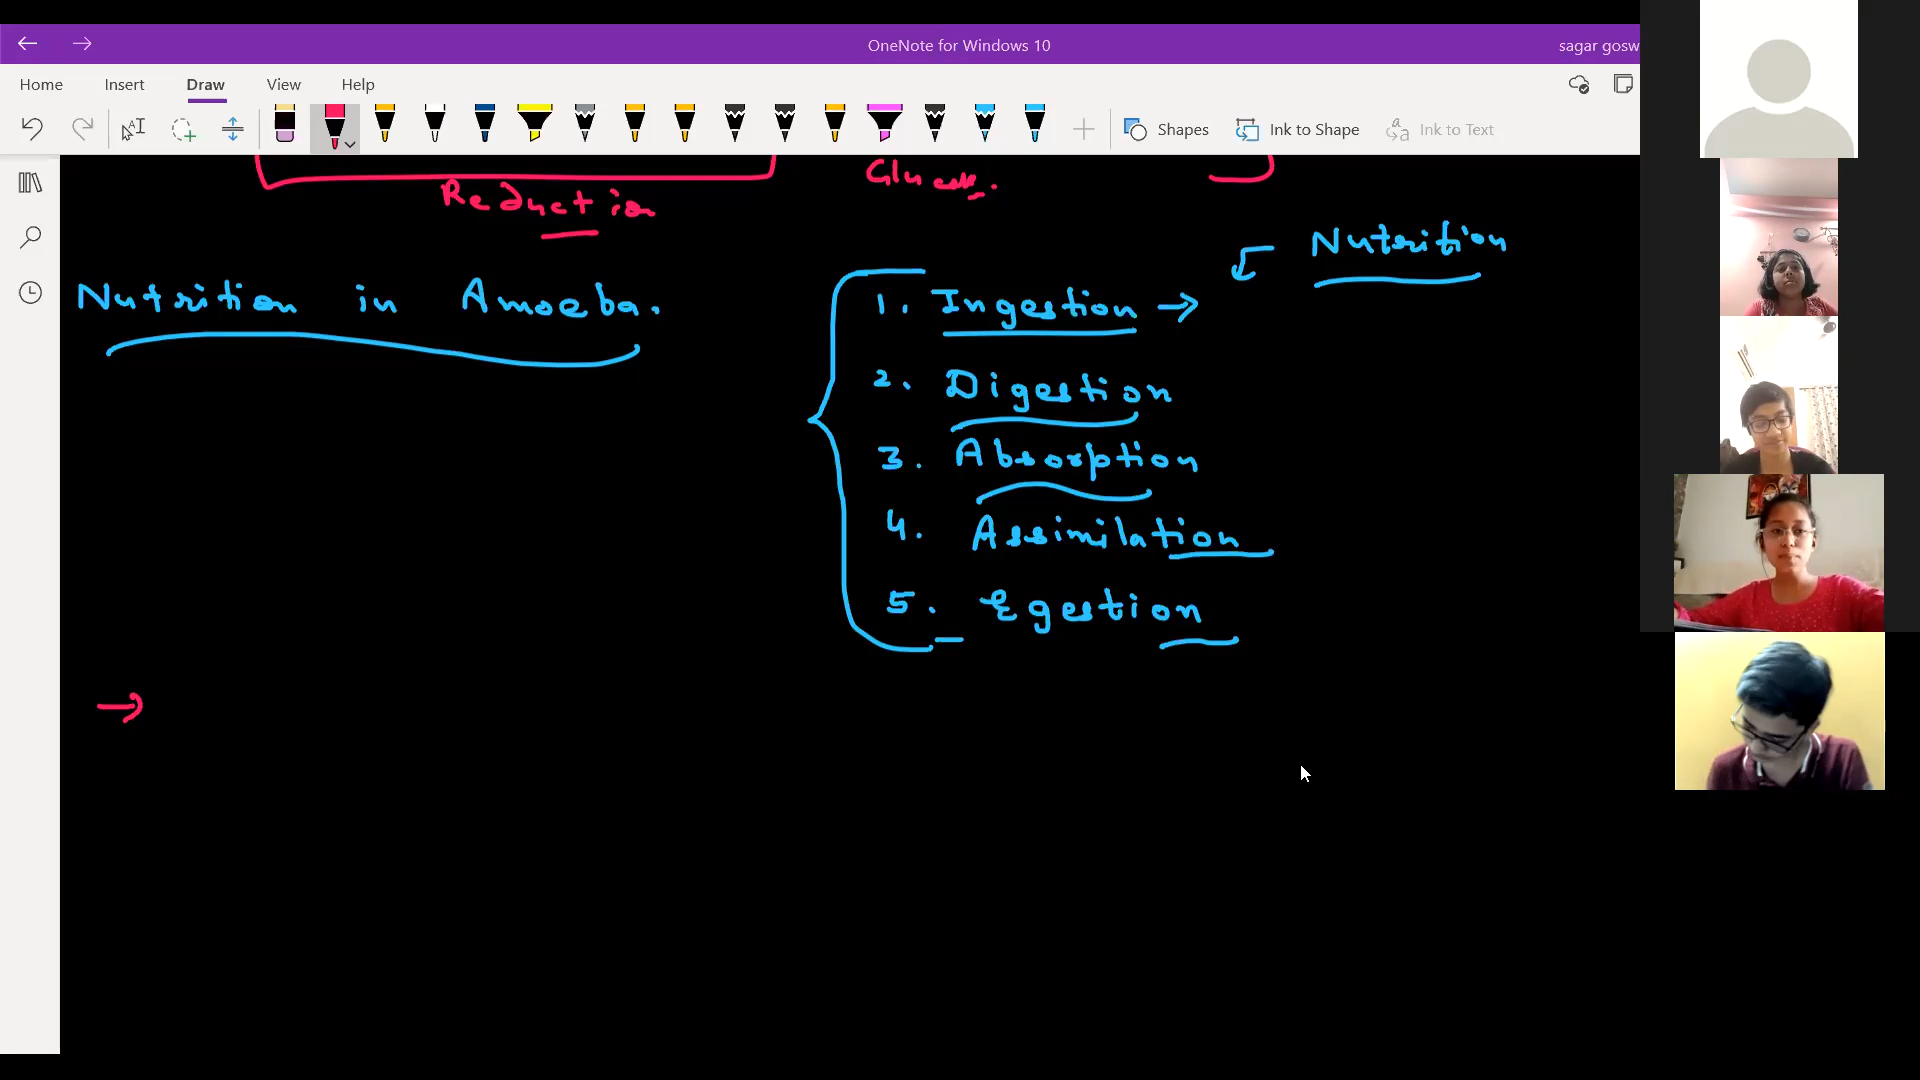 OneNote for Windows 10
sagar gosw
Home Insert Draw View Help
Shapes Ink to Shape Ink to Text
Reduction
Glucose.
Nutrition
Nutrition in Amoeba.
1. Ingestion →
2. Digestion
3. Absorption
4. Assimilation
5. Egestion
→